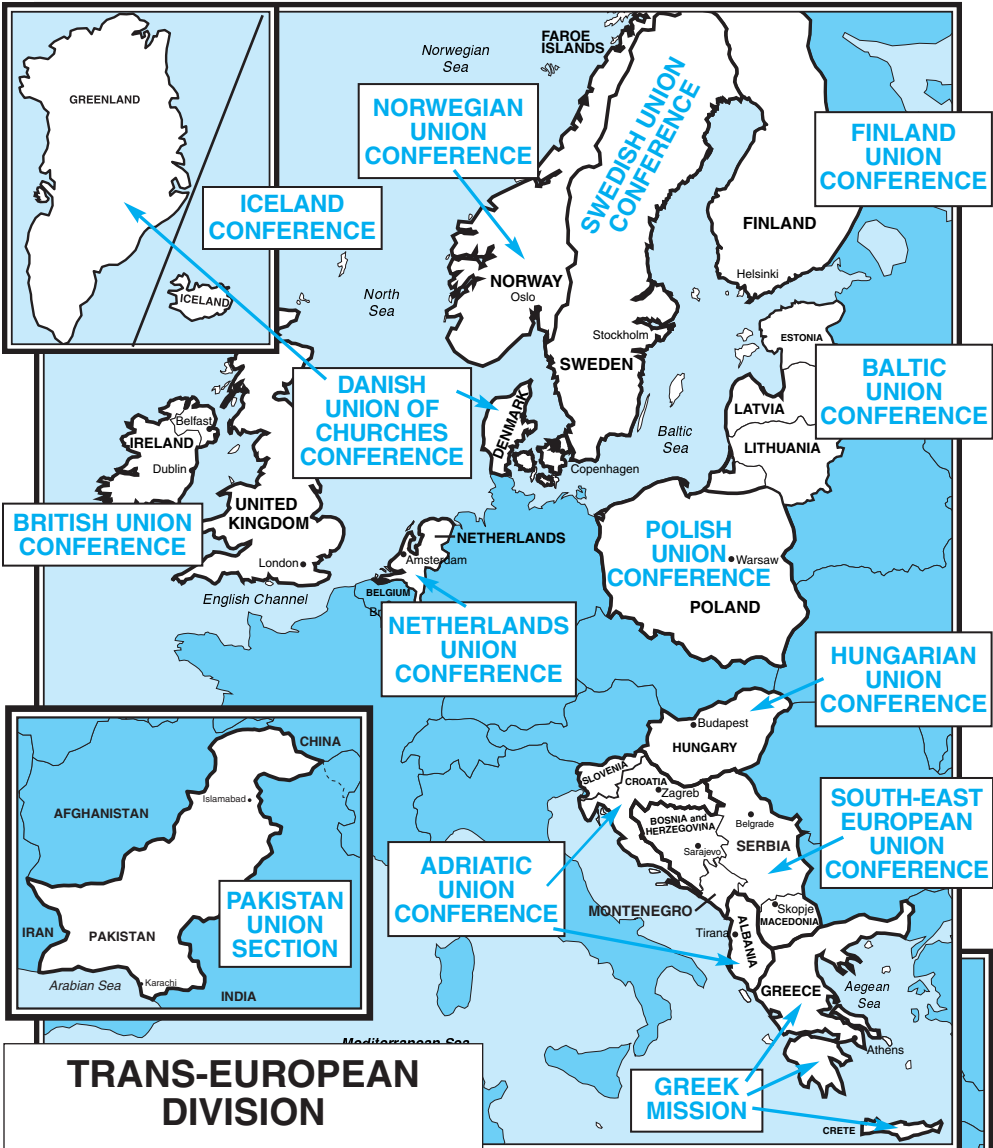 GREENLAND
ICELAND
ICELAND
CONFERENCE
Norwegian
Sea
FAROE
ISLANDS
NORWEGIAN
UNION
CONFERENCE
SWEDISH UNION
CONFERENCE
FINLAND
UNION
CONFERENCE
FINLAND
Helsinki
NORWAY
Oslo
North
Sea
Stockholm
SWEDEN
ESTONIA
BALTIC
UNION
CONFERENCE
LATVIA
LITHUANIA
Baltic
Sea
DANISH
UNION OF
CHURCHES
CONFERENCE
DENMARK
Copenhagen
Belfast
IRELAND
Dublin
UNITED
KINGDOM
London
BRITISH UNION
CONFERENCE
English Channel
NETHERLANDS
Amsterdam
BELGIUM
NETHERLANDS
UNION
CONFERENCE
POLISH
UNION
CONFERENCE
Warsaw
POLAND
HUNGARIAN
UNION
CONFERENCE
Budapest
HUNGARY
SLOVENIA
CROATIA
Zagreb
BOSNIA and
HERZEGOVINA
Sarajevo
Belgrade
SERBIA
SOUTH-EAST
EUROPEAN
UNION
CONFERENCE
ADRIATIC
UNION
CONFERENCE
MONTENEGRO
Skopje
MACEDONIA
Tirana
ALBANIA
GREECE
Aegean
Sea
Athens
GREEK
MISSION
CRETE
CHINA
Islamabad
AFGHANISTAN
PAKISTAN
UNION
SECTION
IRAN
PAKISTAN
Arabian Sea
Karachi
INDIA
Mediterranean Sea
TRANS-EUROPEAN
DIVISION